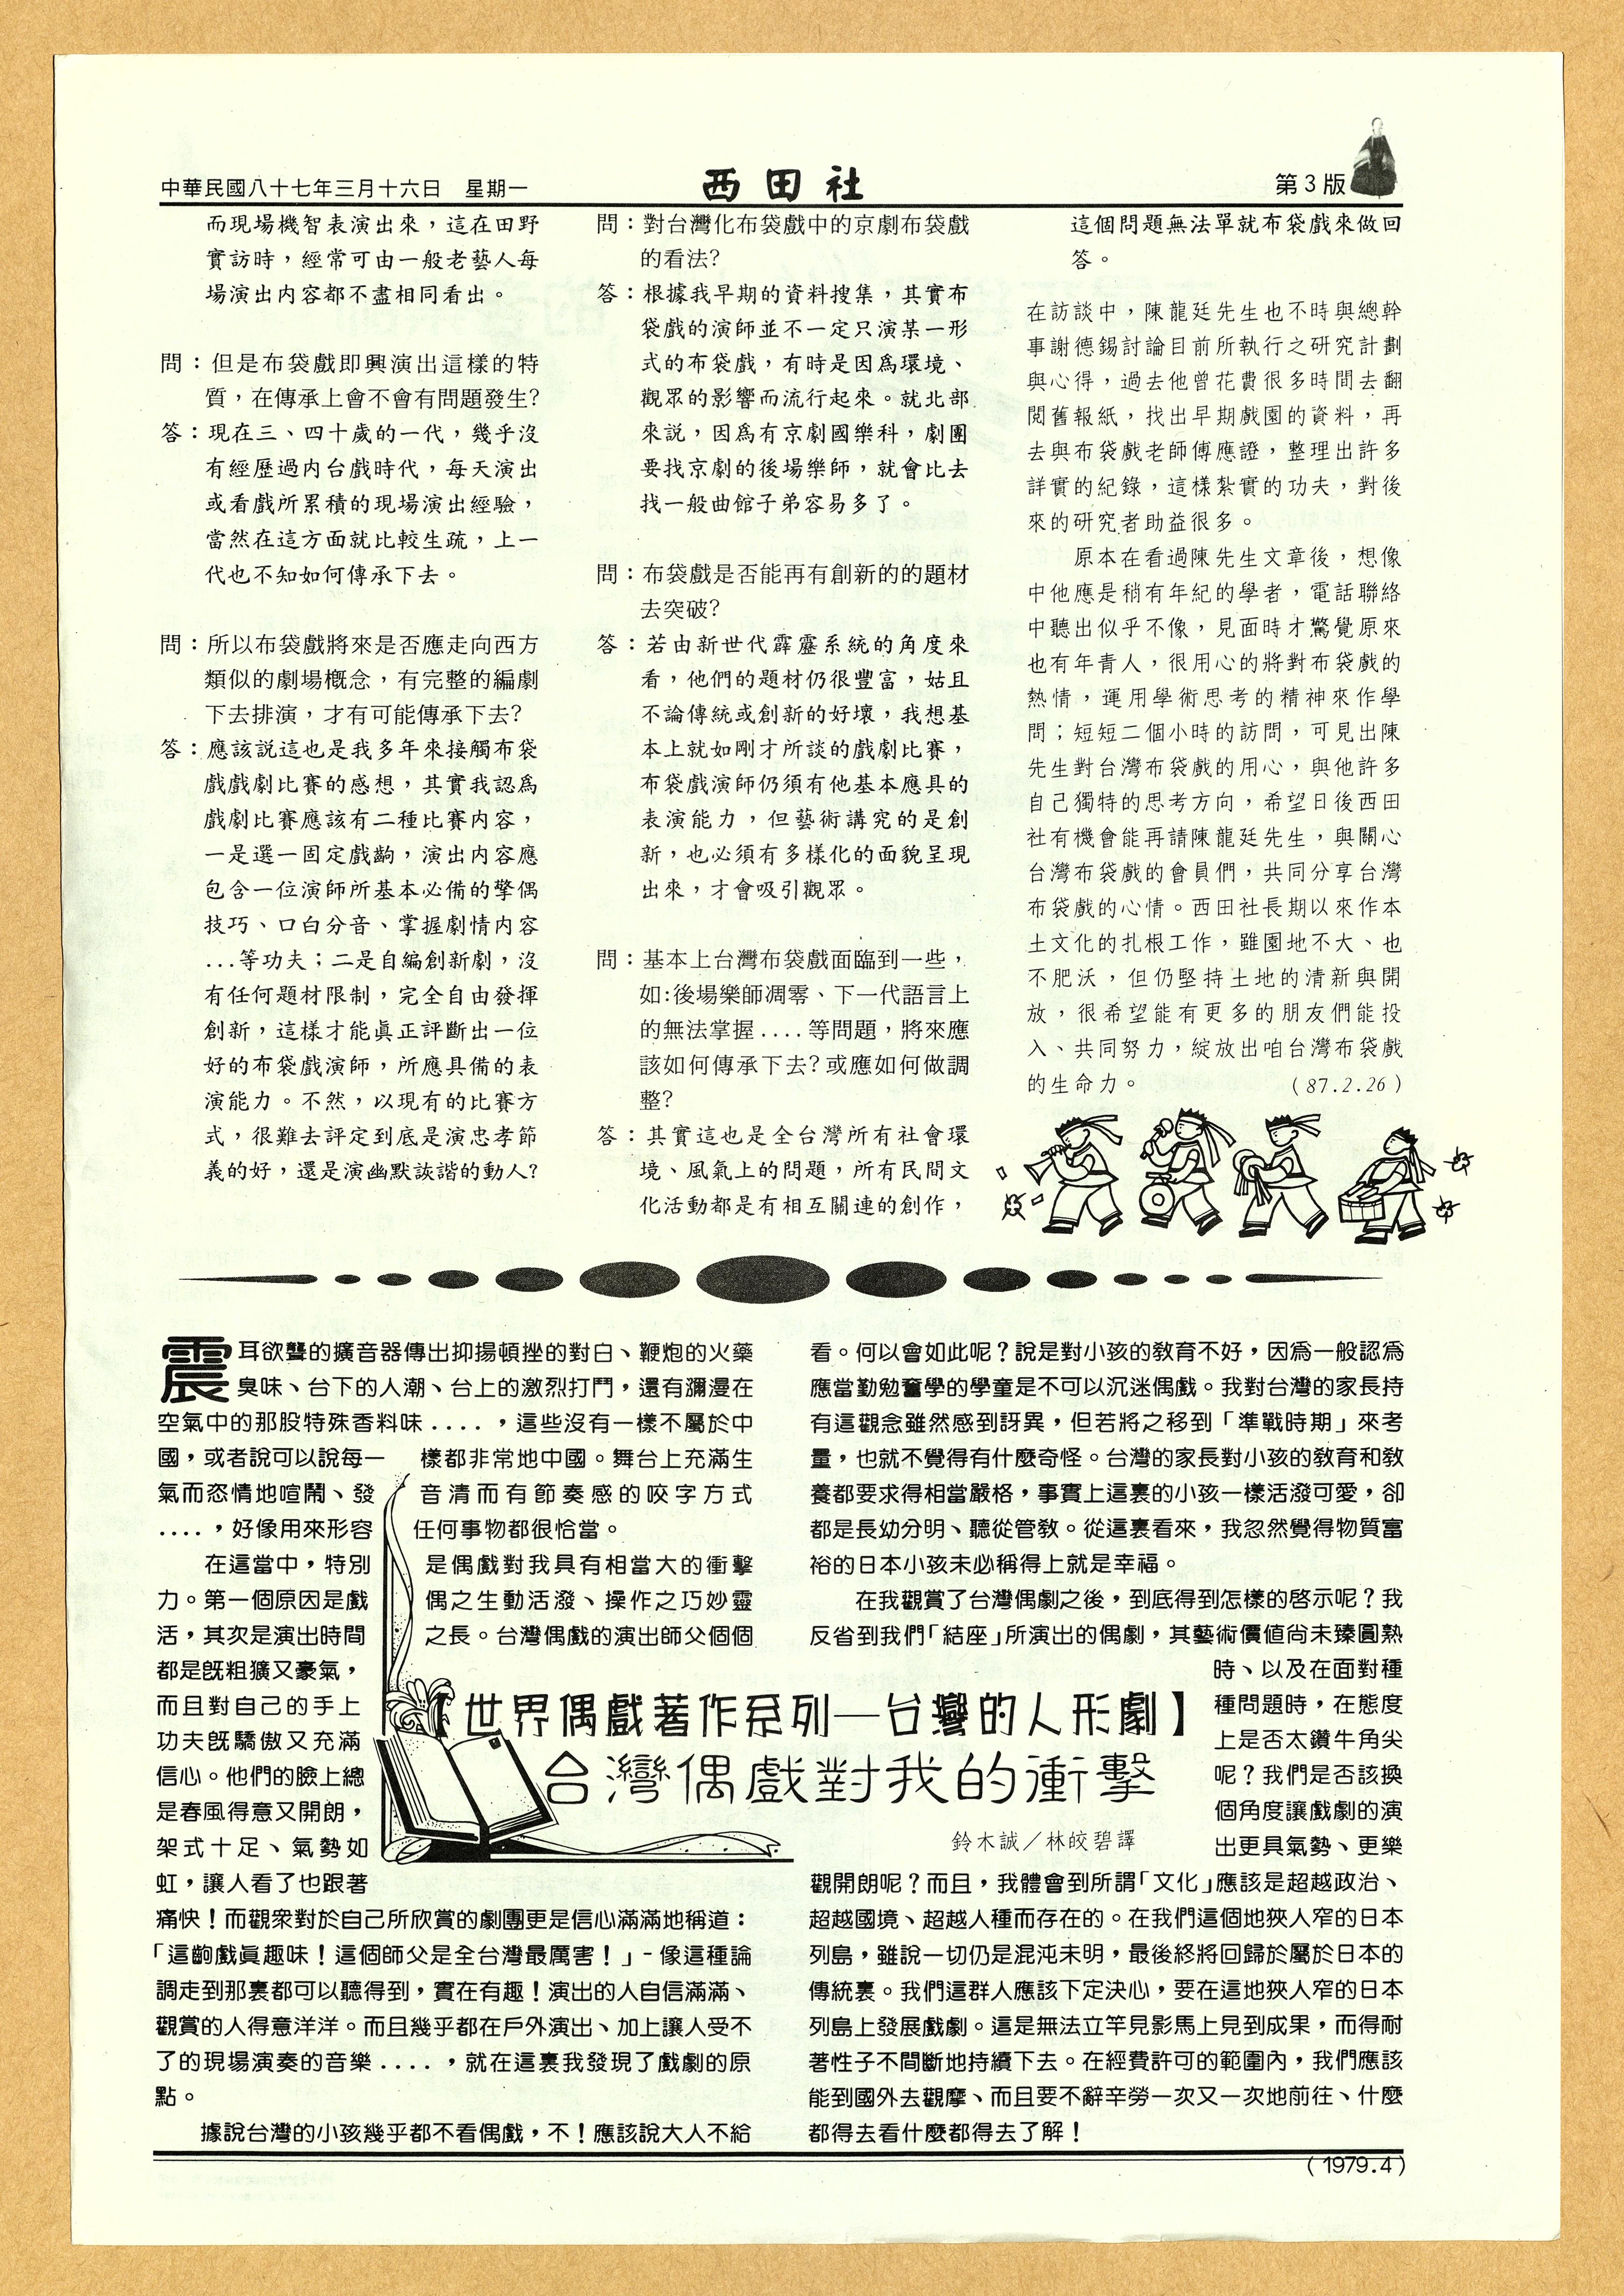 中華民國八十七年三月十六日　星期一
西田社
第3版
而現場機智表演出來，這在田野
實訪時，經常可由一般老藝人每
場演出內容都不盡相同看出。
問：但是布袋戲即興演出這樣的特
質，在傳承上會不會有問題發生?
答：現在三、四十歲的一代，幾乎沒
有經歷過內台戲時代，每天演出
或看戲所累積的現場演出經驗，
當然在這方面就比較生疏，上一
代也不知如何傳承下去。
問：所以布袋戲將來是否應走向西方
類似的劇場概念，有完整的編劇
下去排演，才有可能傳承下去?
答：應該說這也是我多年來接觸布袋
戲戲劇比賽的感想，其實我認為
戲劇比賽應該有二種比賽內容，
一是選一固定戲齣，演出內容應
包含一位演師所基本必備的擎偶
技巧、口白分音、掌握劇情內容
...等功夫；二是自編創新劇，沒
有任何題材限制，完全自由發揮
創新，這樣才能真正評斷出一位
好的布袋戲演師，所應具備的表
演能力。不然，以現有的比賽方
式，很難去評定到底是演忠孝節
義的好，還是演幽默詼諧的動人?
問：對台灣化布袋戲中的京劇布袋戲
的看法?
答：根據我早期的資料搜集，其實布
袋戲的演師並不一定只演某一形
式的布袋戲，有時是因為環境、
觀眾的影響而流行起來。就北部
來說，因為有京劇國樂科，劇團
要找京劇的後場樂師，就會比去
找一般曲館子弟容易多了。
問：布袋戲是否能再有創新的的題材
去突破?
答：若由新世代霹靂系統的角度來
看，他們的題材仍很豐富，姑且
不論傳統或創新的好壞，我想基
本上就如剛才所談的戲劇比賽，
布袋戲演師仍須有他基本應具的
表演能力，但藝術講究的是創
新，也必須有多樣化的面貌呈現
出來，才會吸引觀眾。
問：基本上台灣布袋戲面臨到一些，
如:後場樂師凋零、下一代語言上
的無法掌握....等問題，將來應
該如何傳承下去?或應如何做調
整?
答：其實這也是全台灣所有社會環
境、風氣上的問題，所有民間文
化活動都是有相互關連的創作，
這個問題無法單就布袋戲來做回
答。
在訪談中，陳龍廷先生也不時與總幹
事謝德錫討論目前所執行之研究計劃
與心得，過去他曾花費很多時間去翻
閱舊報紙，找出早期戲園的資料，再
去與布袋戲老師傅應證，整理出許多
詳實的紀錄，這樣紮實的功夫，對後
來的研究者助益很多。
原本在看過陳先生文章後，想像
中他應是稍有年紀的學者，電話聯絡
中聽出似乎不像，見面時才驚覺原來
也有年青人，很用心的將對布袋戲的
熱情，運用學術思考的精神來作學
問；短短二個小時的訪問，可見出陳
先生對台灣布袋戲的用心，與他許多
自己獨特的思考方向，希望日後西田
社有機會能再請陳龍廷先生，與關心
台灣布袋戲的會員們，共同分享台灣
布袋戲的心情。西田社長期以來作本
土文化的扎根工作，雖園地不大、也
不肥沃，但仍堅持土地的清新與開
放，很希望能有更多的朋友們能投
入、共同努力，綻放出咱台灣布袋戲
的生命力。　(87.2.26)
【世界偶戲著作系列—台灣的人形劇】
台灣偶戲對我的衝擊
鈴木誠／林皎碧譯
震耳欲聾的擴音器傳出抑揚頓挫的對白、鞭炮的火藥
臭味、台下的人潮、台上的激烈打鬥，還有瀰漫在
空氣中的那股特殊香料味....，這些沒有一樣不屬於中
國，或者說可以說每一樣都非常地中國。舞台上充滿生
氣而恣情地喧鬧、發音清而有節奏感的咬字方式
....，好像用來形容任何事物都很恰當。
在這當中，特別是偶戲對我具有相當大的衝擊
力。第一個原因是戲偶之生動活潑、操作之巧妙靈
活，其次是演出時間之長。台灣偶戲的演出師父個個
都是既粗獷又豪氣，
而且對自己的手上
功夫既驕傲又充滿
信心。他們的臉上總
是春風得意又開朗，
架式十足、氣勢如
虹，讓人看了也跟著
痛快！而觀眾對於自己所欣賞的劇團更是信心滿滿地稱道：
「這齣戲真趣味！這個師父是全台灣最厲害！」-像這種論
調走到那裏都可以聽得到，實在有趣！演出的人自信滿滿、
觀賞的人得意洋洋。而且幾乎都在戶外演出、加上讓人受不
了的現場演奏的音樂....，就在這裏我發現了戲劇的原
點。
據說台灣的小孩幾乎都不看偶戲，不！應該說大人不給
看。何以會如此呢？說是對小孩的教育不好，因為一般認為
應當勤勉奮學的學童是不可以沉迷偶戲。我對台灣的家長持
有這觀念雖然感到訝異，但若將之移到「準戰時期」來考
量，也就不覺得有什麼奇怪。台灣的家長對小孩的教育和教
養都要求得相當嚴格，事實上這裏的小孩一樣活潑可愛，卻
都是長幼分明、聽從管教。從這裏看來，我忽然覺得物質富
裕的日本小孩未必稱得上就是幸福。
在我觀賞了台灣偶劇之後，到底得到怎樣的啓示呢？我
反省到我們「結座」所演出的偶劇，其藝術價值尚未臻圓熟
時、以及在面對種
種問題時，在態度
上是否太鑽牛角尖
呢？我們是否該換
個角度讓戲劇的演
出更具氣勢、更樂
觀開朗呢？而且，我體會到所謂「文化」應該是超越政治、
超越國境、超越人種而存在的。在我們這個地狹人窄的日本
列島，雖說一切仍是混沌未明，最後終將回歸於屬於日本的
傳統裏。我們這群人應該下定決心，要在這地狹人窄的日本
列島上發展戲劇。這是無法立竿見影馬上見到成果，而得耐
著性子不間斷地持續下去。在經費許可的範圍內，我們應該
能到國外去觀摩、而且要不辭辛勞一次又一次地前往、什麼
都得去看什麼都得去了解！
(1979.4)